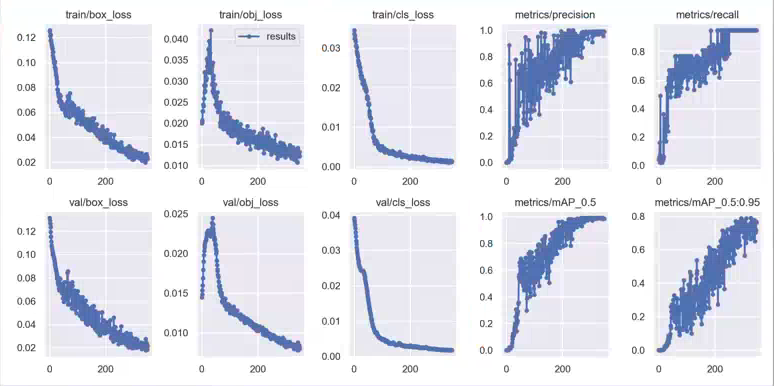 train/box_loss train/obj_loss train/cls_loss metrics/precision metrics/recall
0.12 0.10 0.08 0.06 0.04 0.02
0 200
results
0.040 0.035 0.030 0.025 0.020 0.015 0.010
0 200
0.03 0.02 0.01 0.00
0 200
1.0 0.8 0.6 0.4 0.2 0.0
0 200
0.8 0.6 0.4 0.2 0.0
0 200
val/box_loss val/obj_loss val/cls_loss metrics/mAP_0.5 metrics/mAP_0.5:0.95
0.12 0.10 0.08 0.06 0.04 0.02
0 200
0.025 0.020 0.015 0.010
0 200
0.04 0.03 0.02 0.01 0.00
0 200
1.0 0.8 0.6 0.4 0.2 0.0
0 200
0.8 0.6 0.4 0.2 0.0
0 200